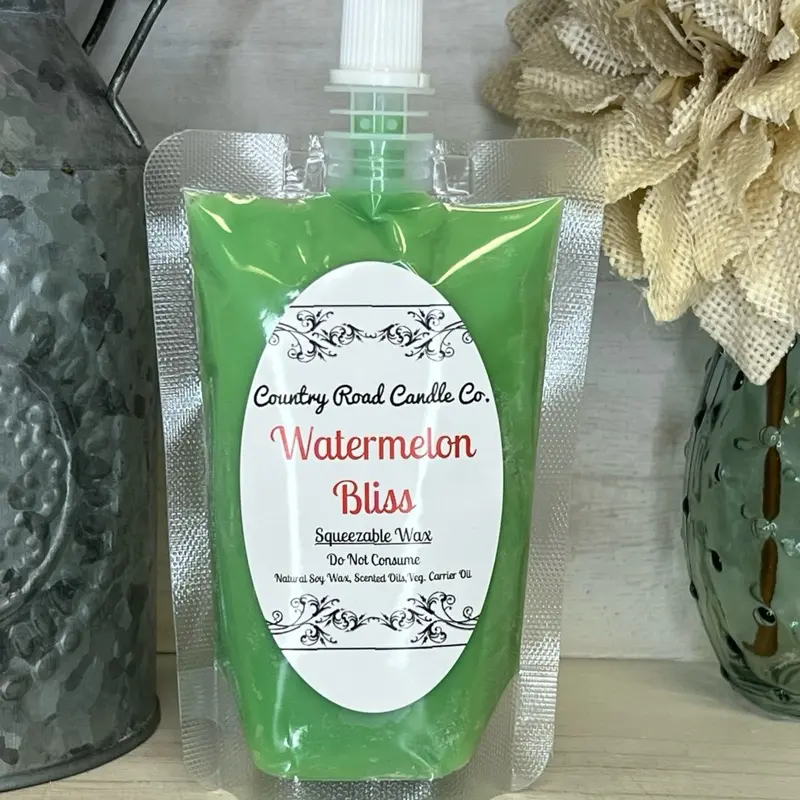 Country Road Candle Co.
Watermelon
Bliss
Squeezable Wax
Do Not Consume
Natural Soy Wax, Scented Oils,Veg. Carrier Oil